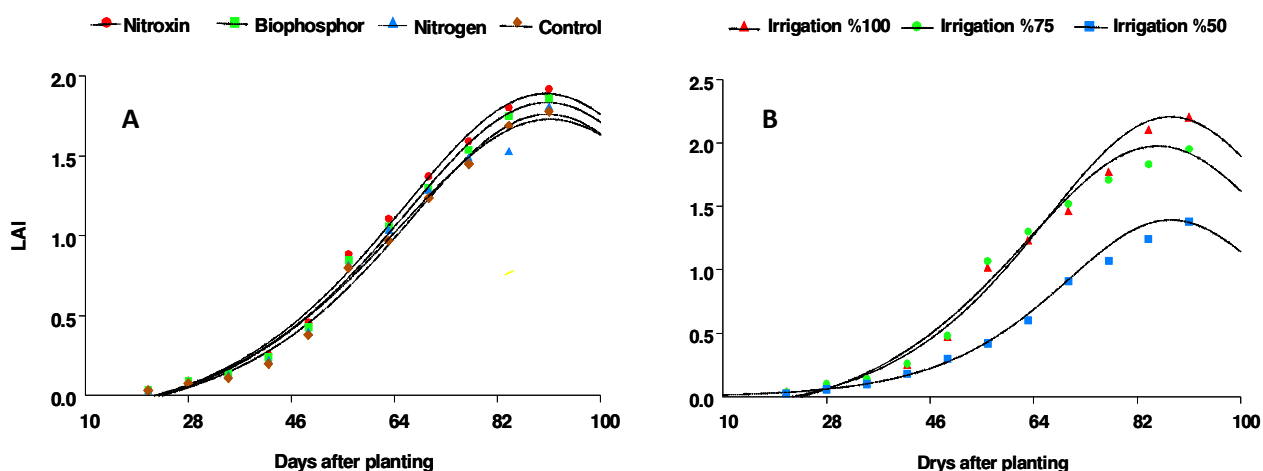 Nitroxin Biophosphor Nitrogen Control
Irrigation %100 Irrigation %75 Irrigation %50
A
2.0
1.5
1.0
0.5
0.0
LAI
10 28 46 64 82 100
Days after planting
B
2.5
2.0
1.5
1.0
0.5
0.0
10 28 46 64 82 100
Drys after planting